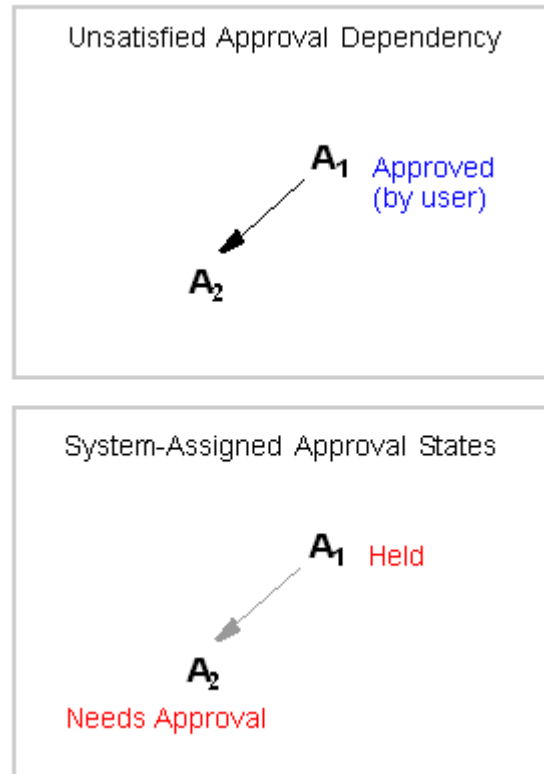 Unsatisfied Approval Dependency
A1 Approved
(by user)
A2
System-Assigned Approval States
A1 Held
A2
Needs Approval